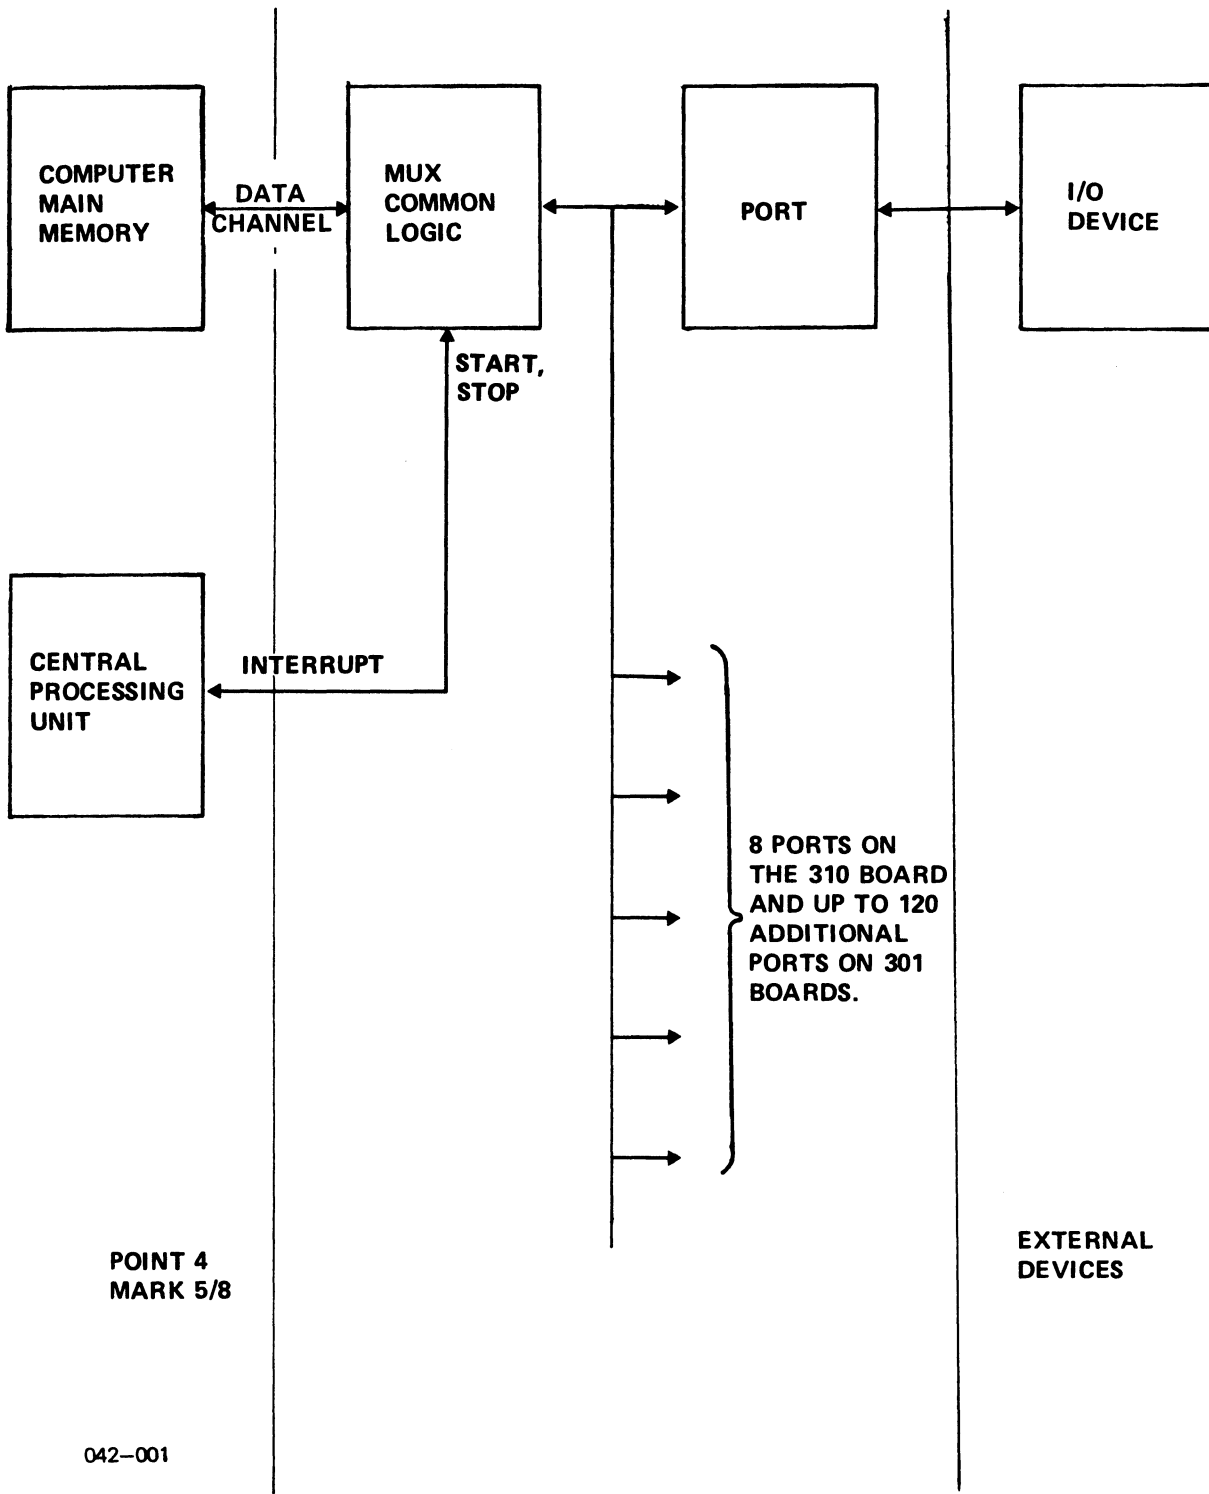 COMPUTER
MAIN
MEMORY
DATA
CHANNEL
MUX
COMMON
LOGIC
PORT
I/O
DEVICE
START,
STOP
CENTRAL
PROCESSING
UNIT
INTERRUPT
8 PORTS ON
THE 310 BOARD
AND UP TO 120
ADDITIONAL
PORTS ON 301
BOARDS.
POINT 4
MARK 5/8
EXTERNAL
DEVICES
042-001